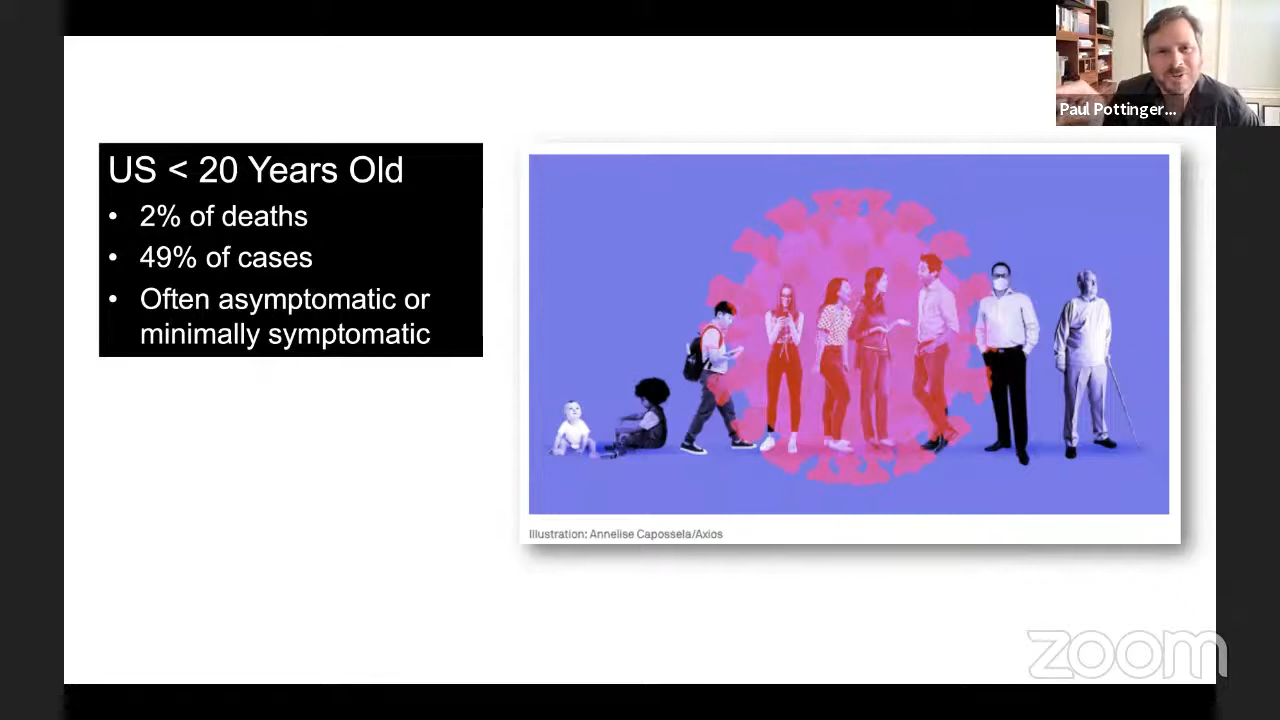 Paul Pottinger...
US < 20 Years Old
• 2% of deaths
• 49% of cases
• Often asymptomatic or
minimally symptomatic
Illustration: Annelise Capossela/Axios
zoom